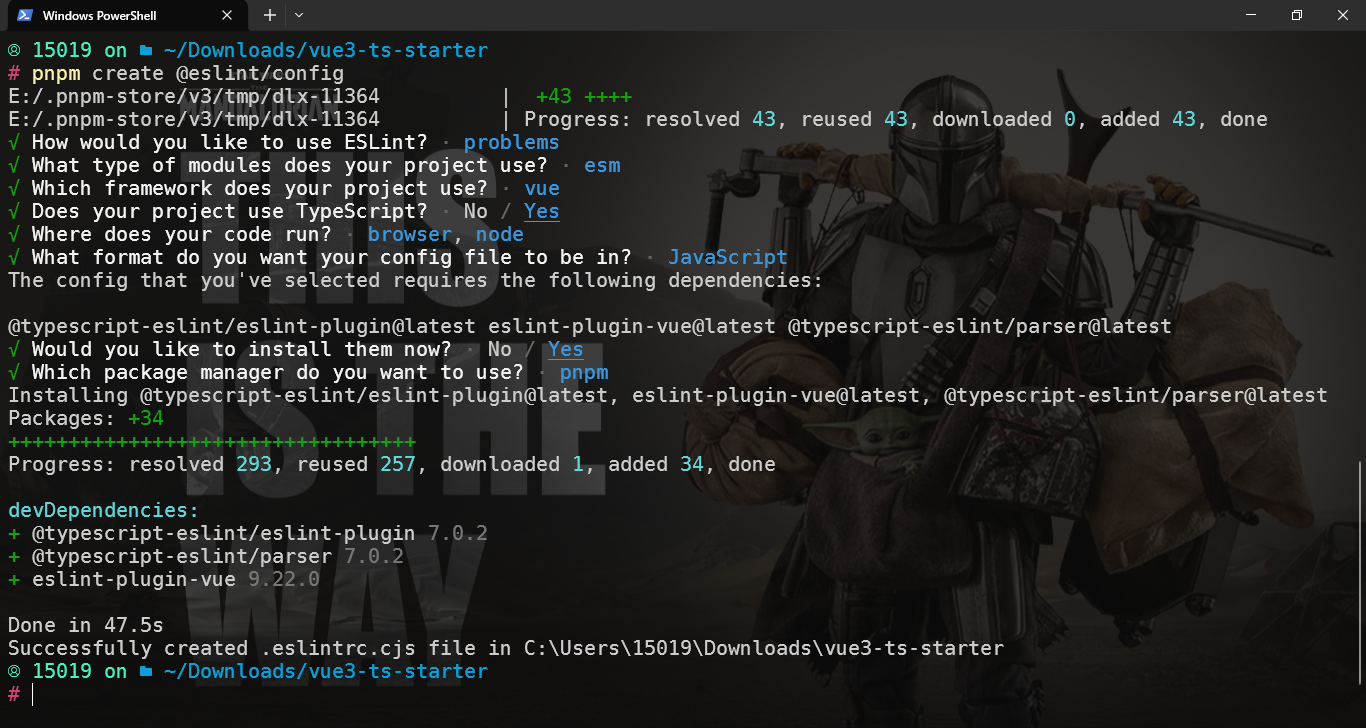 Windows PowerShell
15019 on ~/Downloads/vue3-ts-starter
# pnpm create @eslint/config
E:/.pnpm-store/v3/tmp/dlx-11364 | +43 ++++
E:/.pnpm-store/v3/tmp/dlx-11364 | Progress: resolved 43, reused 43, downloaded 0, added 43, done
√ How would you like to use ESLint? · problems
√ What type of modules does your project use? · esm
√ Which framework does your project use? · vue
√ Does your project use TypeScript? · No / Yes
√ Where does your code run? · browser, node
√ What format do you want your config file to be in? · JavaScript
The config that you've selected requires the following dependencies:
@typescript-eslint/eslint-plugin@latest eslint-plugin-vue@latest @typescript-eslint/parser@latest
√ Would you like to install them now? · No / Yes
√ Which package manager do you want to use? · pnpm
Installing @typescript-eslint/eslint-plugin@latest, eslint-plugin-vue@latest, @typescript-eslint/parser@latest
Packages: +34
++++++++++++++++++++++++++++++++++
Progress: resolved 293, reused 257, downloaded 1, added 34, done
devDependencies:
+ @typescript-eslint/eslint-plugin 7.0.2
+ @typescript-eslint/parser 7.0.2
+ eslint-plugin-vue 9.22.0
Done in 47.5s
Successfully created .eslintrc.cjs file in C:\Users\15019\Downloads\vue3-ts-starter
15019 on ~/Downloads/vue3-ts-starter
#
THE
MANDALORIAN
THIS
IS THE
WAY